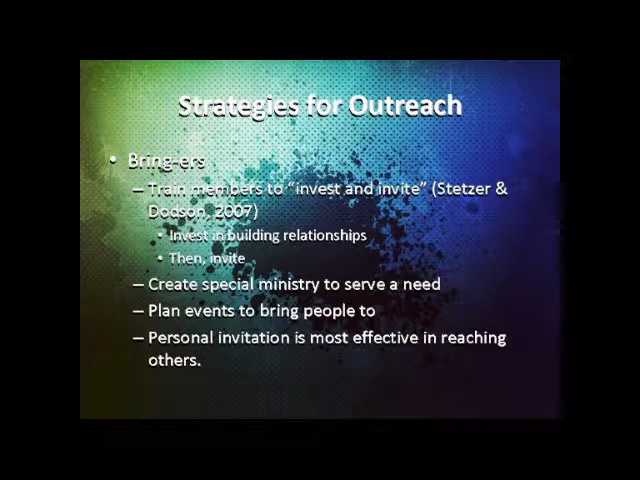 Strategies for Outreach
• Bring-ers
– Train members to “invest and invite” (Stetzer &
Dodson, 2007)
• Invest in building relationships
• Then, invite
– Create special ministry to serve a need
– Plan events to bring people to
– Personal invitation is most effective in reaching
others.